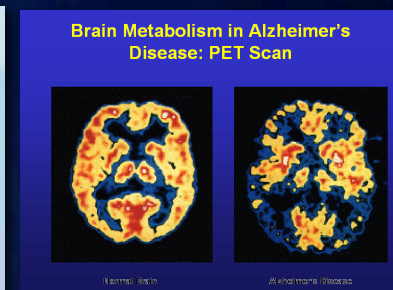 Brain Metabolism in Alzheimer's
Disease: PET Scan
Normal Brain
Alzheimer's Disease